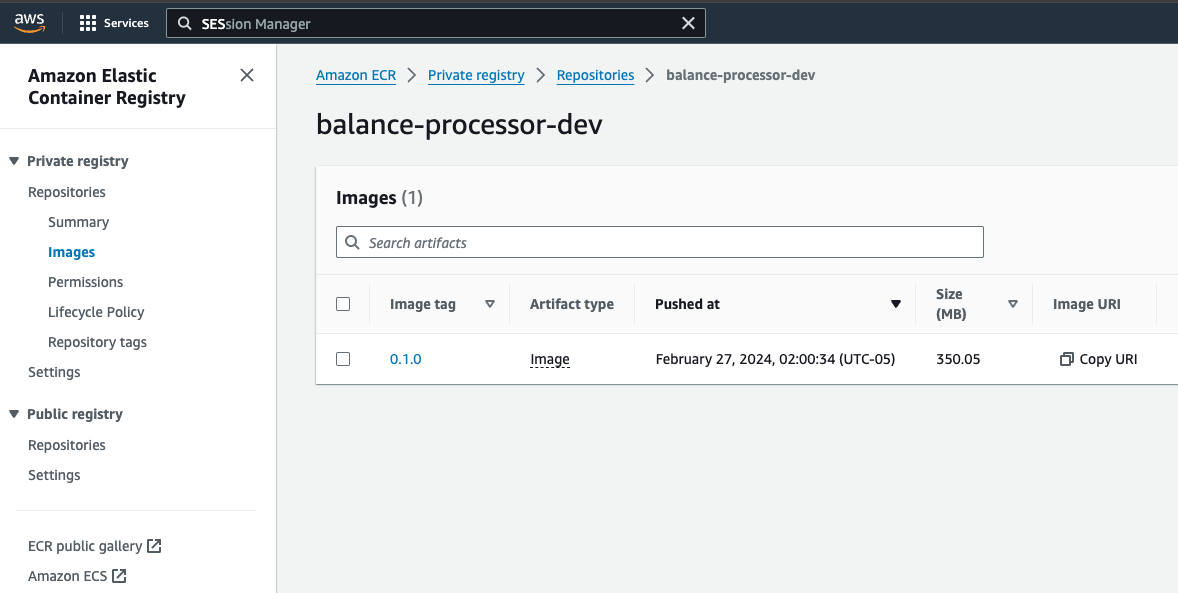 aws
Services
SESsion Manager
Amazon Elastic
Container Registry
Private registry
Repositories
Summary
Images
Permissions
Lifecycle Policy
Repository tags
Settings
Public registry
Repositories
Settings
ECR public gallery
Amazon ECS
Amazon ECR
Private registry
Repositories
balance-processor-dev
balance-processor-dev
Images (1)
Search artifacts
Image tag
Artifact type
Pushed at
Size
(MB)
Image URI
0.1.0
Image
February 27, 2024, 02:00:34 (UTC-05)
350.05
Copy URI